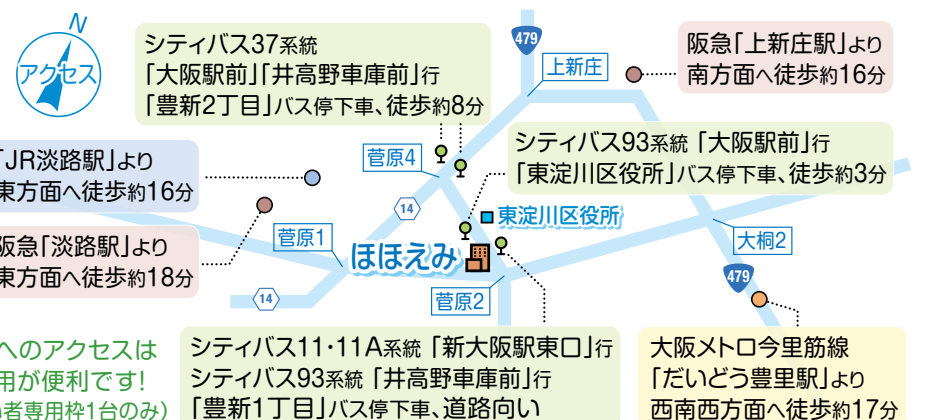 N
アクセス
シティバス37系統
「大阪駅前」「井高野車庫前」行
「豊新2丁目」バス停下車、徒歩約8分
479
上新庄
阪急「上新庄駅」より
南方面へ徒歩約16分
シティバス93系統 「大阪駅前」行
「東淀川区役所」バス停下車、徒歩約3分
菅原4
「JR淡路駅」より
東方面へ徒歩約16分
14
東淀川区役所
阪急「淡路駅」より
東方面へ徒歩約18分
菅原1
ほほえみ
大桐2
479
14
菅原2
へのアクセスは
用が便利です!
者専用枠1台のみ)
シティバス11・11A系統 「新大阪駅東口」行
シティバス93系統 「井高野車庫前」行
「豊新1丁目」バス停下車、道路向い
大阪メトロ今里筋線
「だいどう豊里駅」より
西南西方面へ徒歩約17分